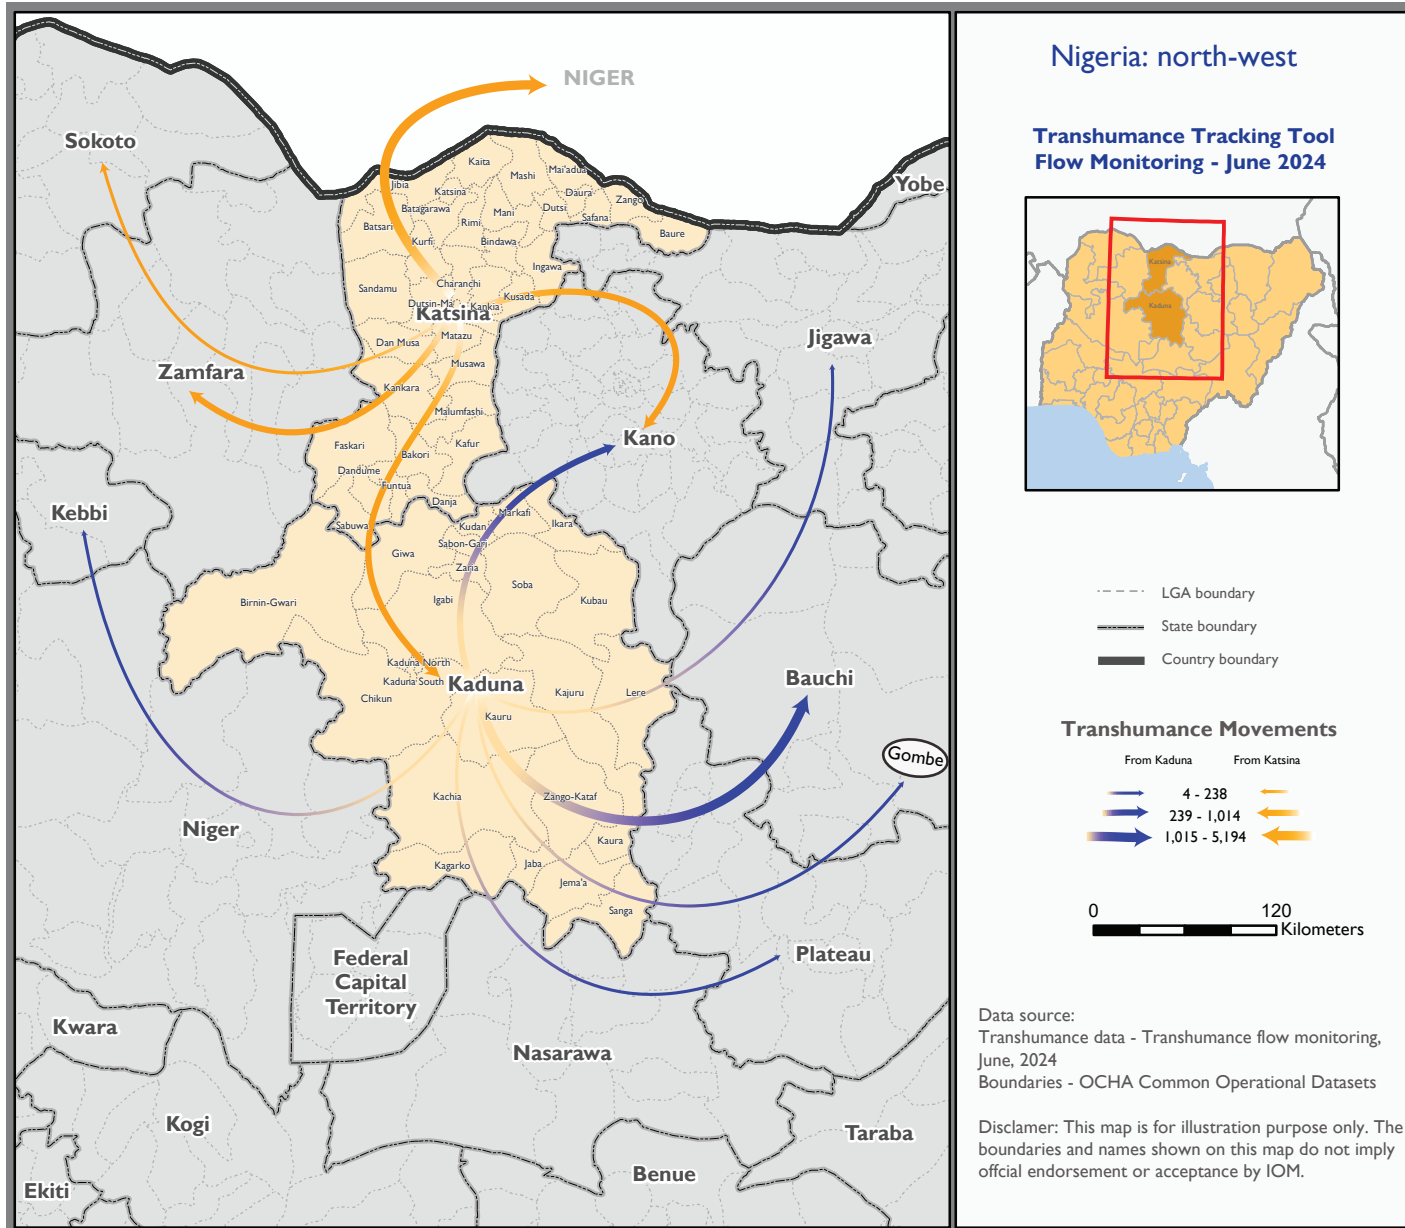 NIGER
Sokoto
Yobe
Kaita
Mashi
Mai'adua
Jibia
Katsina
Daura
Zango
Batagarawa
Dutsi
Mani
Safana
Rimi
Batsari
Baure
Kurfi
Bindawa
Ingawa
Charanchi
Sandamu
Kusada
Dutsin-Ma
Kankia
Katsina
Matazu
Dan Musa
Jigawa
Musawa
Zamfara
Kankara
Malumfashi
Kano
Faskari
Kafur
Bakori
Dandume
Funtua
Danja
Kebbi
Markafi
Sabuwa
Kudan
Ikara
Sabon-Gari
Giwa
Zaria
Soba
Birnin-Gwari
Igabi
Kubau
Kaduna North
Kaduna South
Kaduna
Bauchi
Chikun
Kajuru
Lere
Kauru
Gombe
Kachia
Zango-Kataf
Niger
Kaura
Kagarko
Jaba
Jema'a
Sanga
Federal
Capital
Territory
Plateau
Kwara
Nasarawa
Kogi
Taraba
Benue
Ekiti
Nigeria: north-west
Transhumance Tracking Tool
Flow Monitoring - June 2024
Katsina
Kaduna
LGA boundary
State boundary
Country boundary
Transhumance Movements
From Kaduna From Katsina
4 - 238
239 - 1,014
1,015 - 5,194
0 120
Kilometers
Data source:
Transhumance data - Transhumance flow monitoring,
June, 2024
Boundaries - OCHA Common Operational Datasets
Disclamer: This map is for illustration purpose only. The
boundaries and names shown on this map do not imply
offcial endorsement or acceptance by IOM.